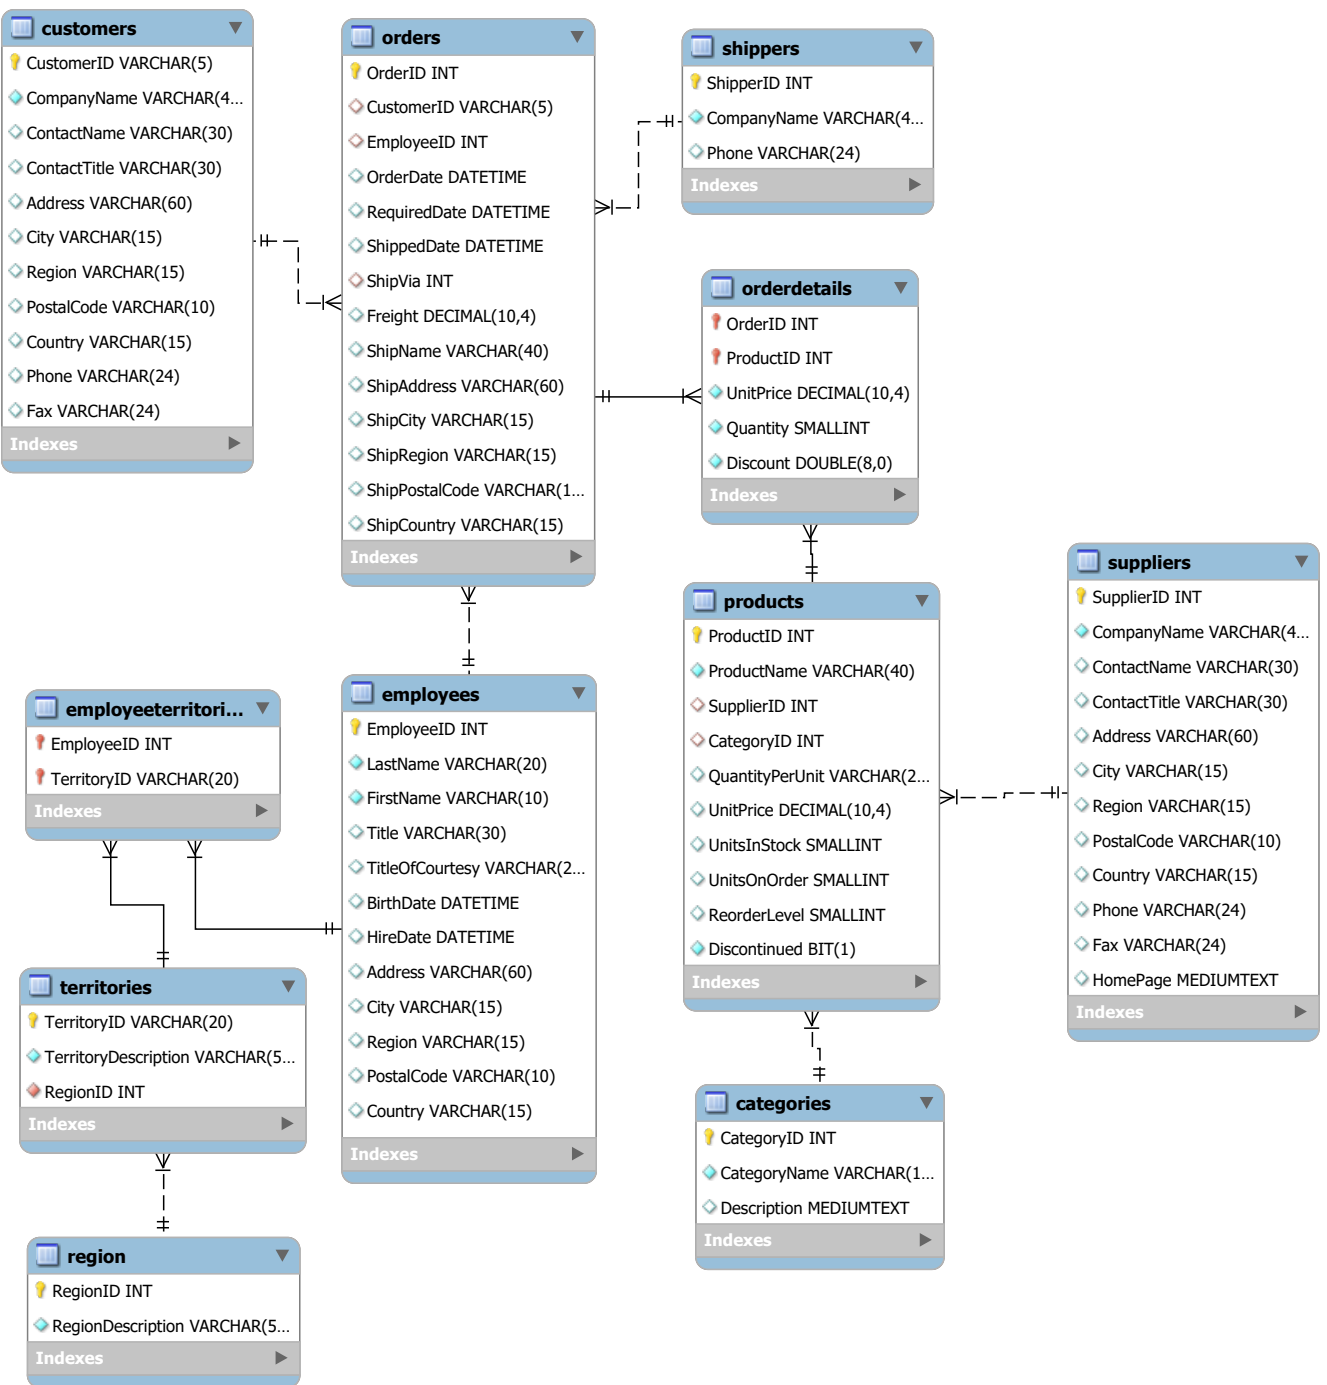 customers
CustomerID VARCHAR(5)
CompanyName VARCHAR(4...
ContactName VARCHAR(30)
ContactTitle VARCHAR(30)
Address VARCHAR(60)
City VARCHAR(15)
Region VARCHAR(15)
PostalCode VARCHAR(10)
Country VARCHAR(15)
Phone VARCHAR(24)
Fax VARCHAR(24)
Indexes
orders
OrderID INT
CustomerID VARCHAR(5)
EmployeeID INT
OrderDate DATETIME
RequiredDate DATETIME
ShippedDate DATETIME
ShipVia INT
Freight DECIMAL(10,4)
ShipName VARCHAR(40)
ShipAddress VARCHAR(60)
ShipCity VARCHAR(15)
ShipRegion VARCHAR(15)
ShipPostalCode VARCHAR(1...
ShipCountry VARCHAR(15)
Indexes
shippers
ShipperID INT
CompanyName VARCHAR(4...
Phone VARCHAR(24)
Indexes
orderdetails
OrderID INT
ProductID INT
UnitPrice DECIMAL(10,4)
Quantity SMALLINT
Discount DOUBLE(8,0)
Indexes
products
ProductID INT
ProductName VARCHAR(40)
SupplierID INT
CategoryID INT
QuantityPerUnit VARCHAR(2...
UnitPrice DECIMAL(10,4)
UnitsInStock SMALLINT
UnitsOnOrder SMALLINT
ReorderLevel SMALLINT
Discontinued BIT(1)
Indexes
suppliers
SupplierID INT
CompanyName VARCHAR(4...
ContactName VARCHAR(30)
ContactTitle VARCHAR(30)
Address VARCHAR(60)
City VARCHAR(15)
Region VARCHAR(15)
PostalCode VARCHAR(10)
Country VARCHAR(15)
Phone VARCHAR(24)
Fax VARCHAR(24)
HomePage MEDIUMTEXT
Indexes
employeeterritori...
EmployeeID INT
TerritoryID VARCHAR(20)
Indexes
employees
EmployeeID INT
LastName VARCHAR(20)
FirstName VARCHAR(10)
Title VARCHAR(30)
TitleOfCourtesy VARCHAR(2...
BirthDate DATETIME
HireDate DATETIME
Address VARCHAR(60)
City VARCHAR(15)
Region VARCHAR(15)
PostalCode VARCHAR(10)
Country VARCHAR(15)
Indexes
territories
TerritoryID VARCHAR(20)
TerritoryDescription VARCHAR(5...
RegionID INT
Indexes
categories
CategoryID INT
CategoryName VARCHAR(1...
Description MEDIUMTEXT
Indexes
region
RegionID INT
RegionDescription VARCHAR(5...
Indexes